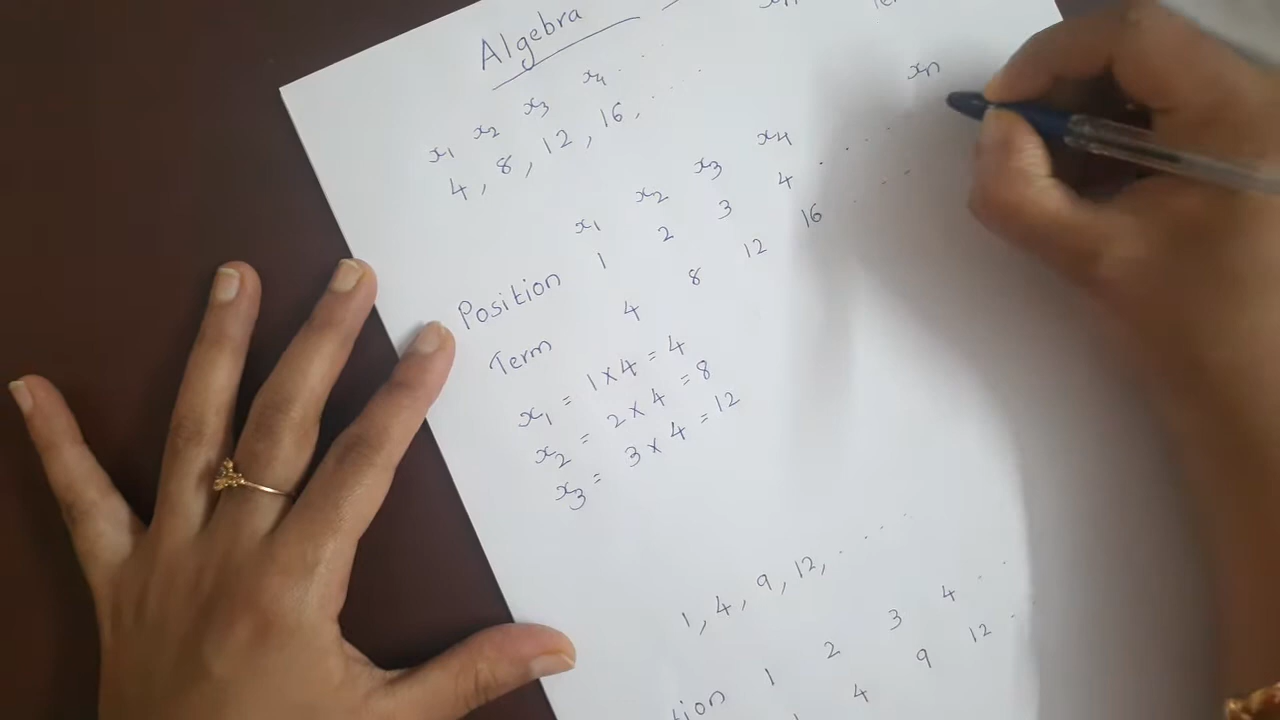 Algebra
x1 x2 x3 x4 . . . .
4, 8, 12, 16, . . . .
x1 x2 x3 x4 xn
Position 1 2 3 4 . . . . .
Term 4 8 12 16 . . . .
x1 = 1 × 4 = 4
x2 = 2 × 4 = 8
x3 = 3 × 4 = 12
1, 4, 9, 12, . . . .
tion 1 2 3 4 . .
4 9 12 . .